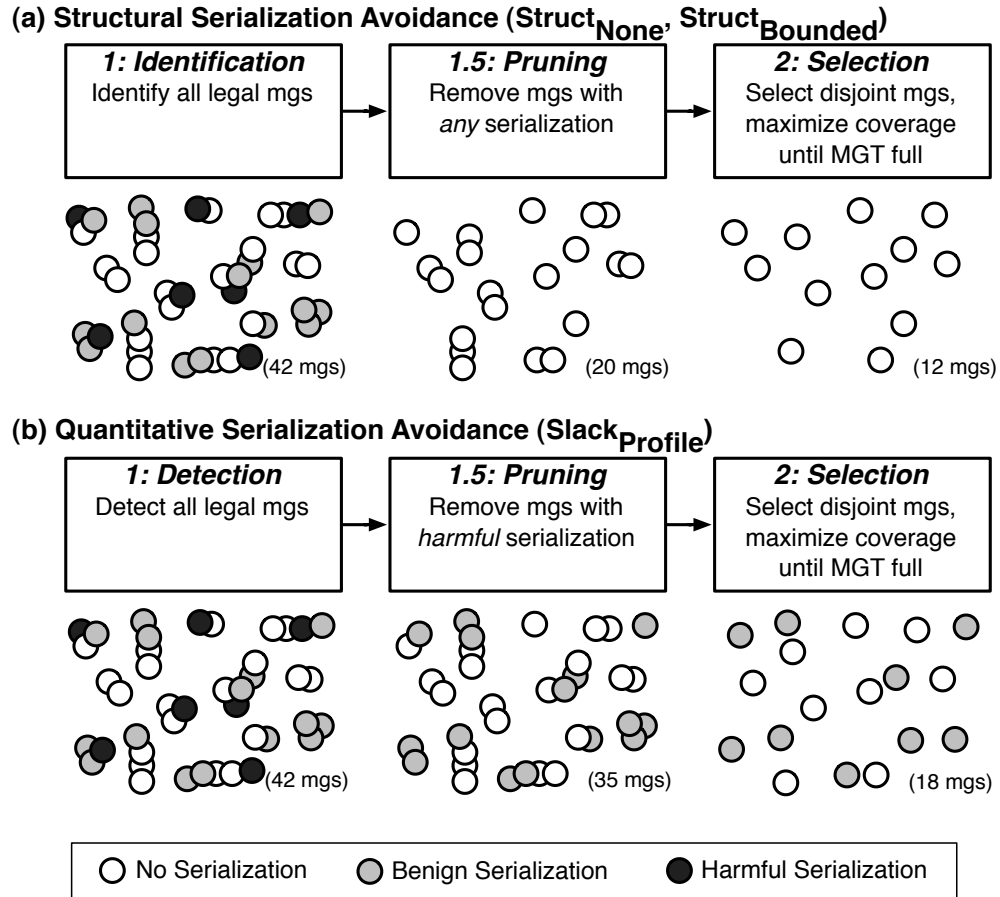 (a) Structural Serialization Avoidance (Struct_None, Struct_Bounded)
1: Identification
Identify all legal mgs
1.5: Pruning
Remove mgs with
any serialization
2: Selection
Select disjoint mgs,
maximize coverage
until MGT full
(42 mgs)
(20 mgs)
(12 mgs)
(b) Quantitative Serialization Avoidance (Slack_Profile)
1: Detection
Detect all legal mgs
1.5: Pruning
Remove mgs with
harmful serialization
2: Selection
Select disjoint mgs,
maximize coverage
until MGT full
(42 mgs)
(35 mgs)
(18 mgs)
No Serialization
Benign Serialization
Harmful Serialization